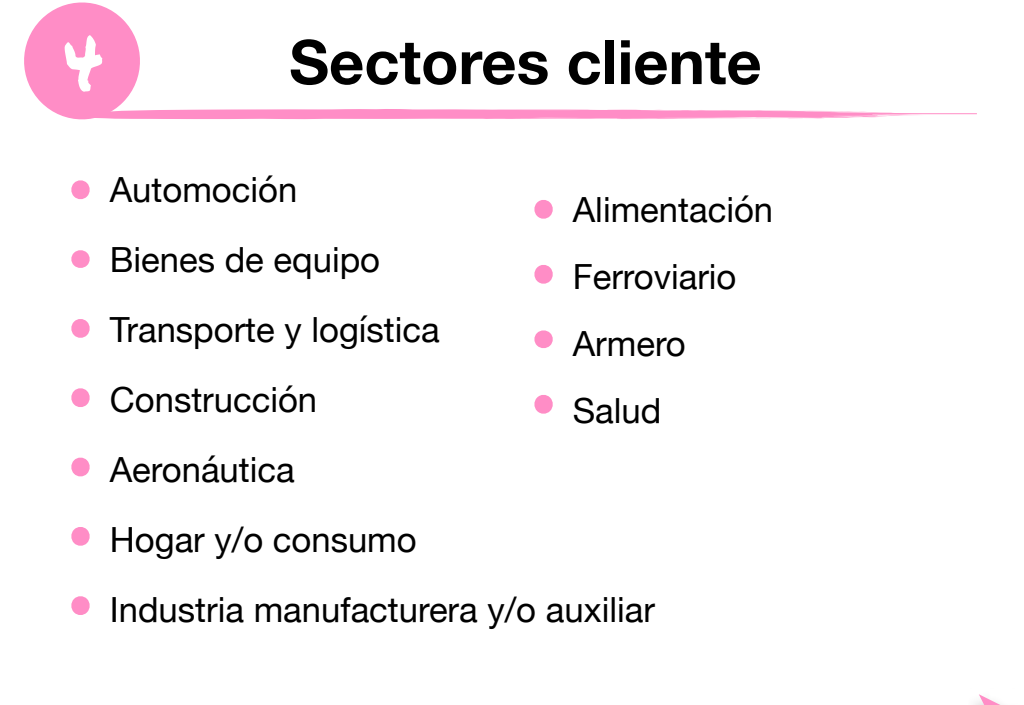 4
Sectores cliente
Automoción
Bienes de equipo
Transporte y logística
Construcción
Aeronáutica
Hogar y/o consumo
Industria manufacturera y/o auxiliar
Alimentación
Ferroviario
Armero
Salud